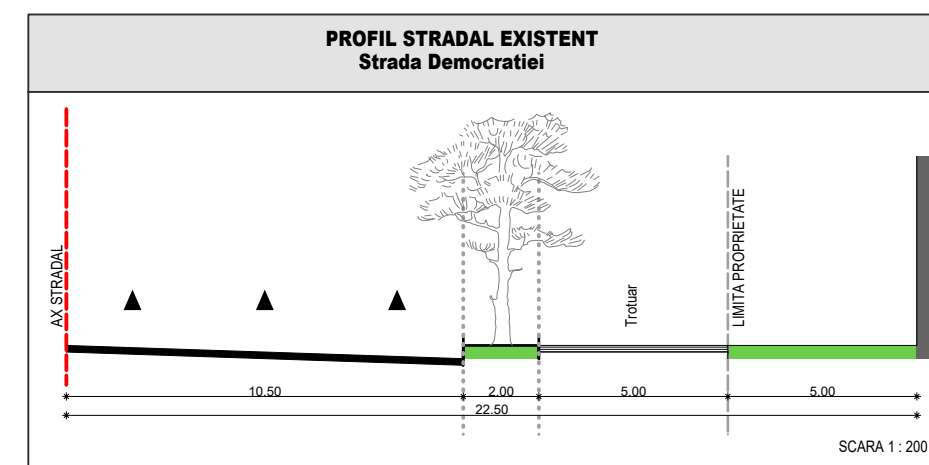 PROFIL STRADAL EXISTENT
Strada Democratiei
AX STRADAL
Trotuar
LIMITA PROPRIETATE
10.50
2.00
5.00
5.00
22.50
SCARA 1 : 200